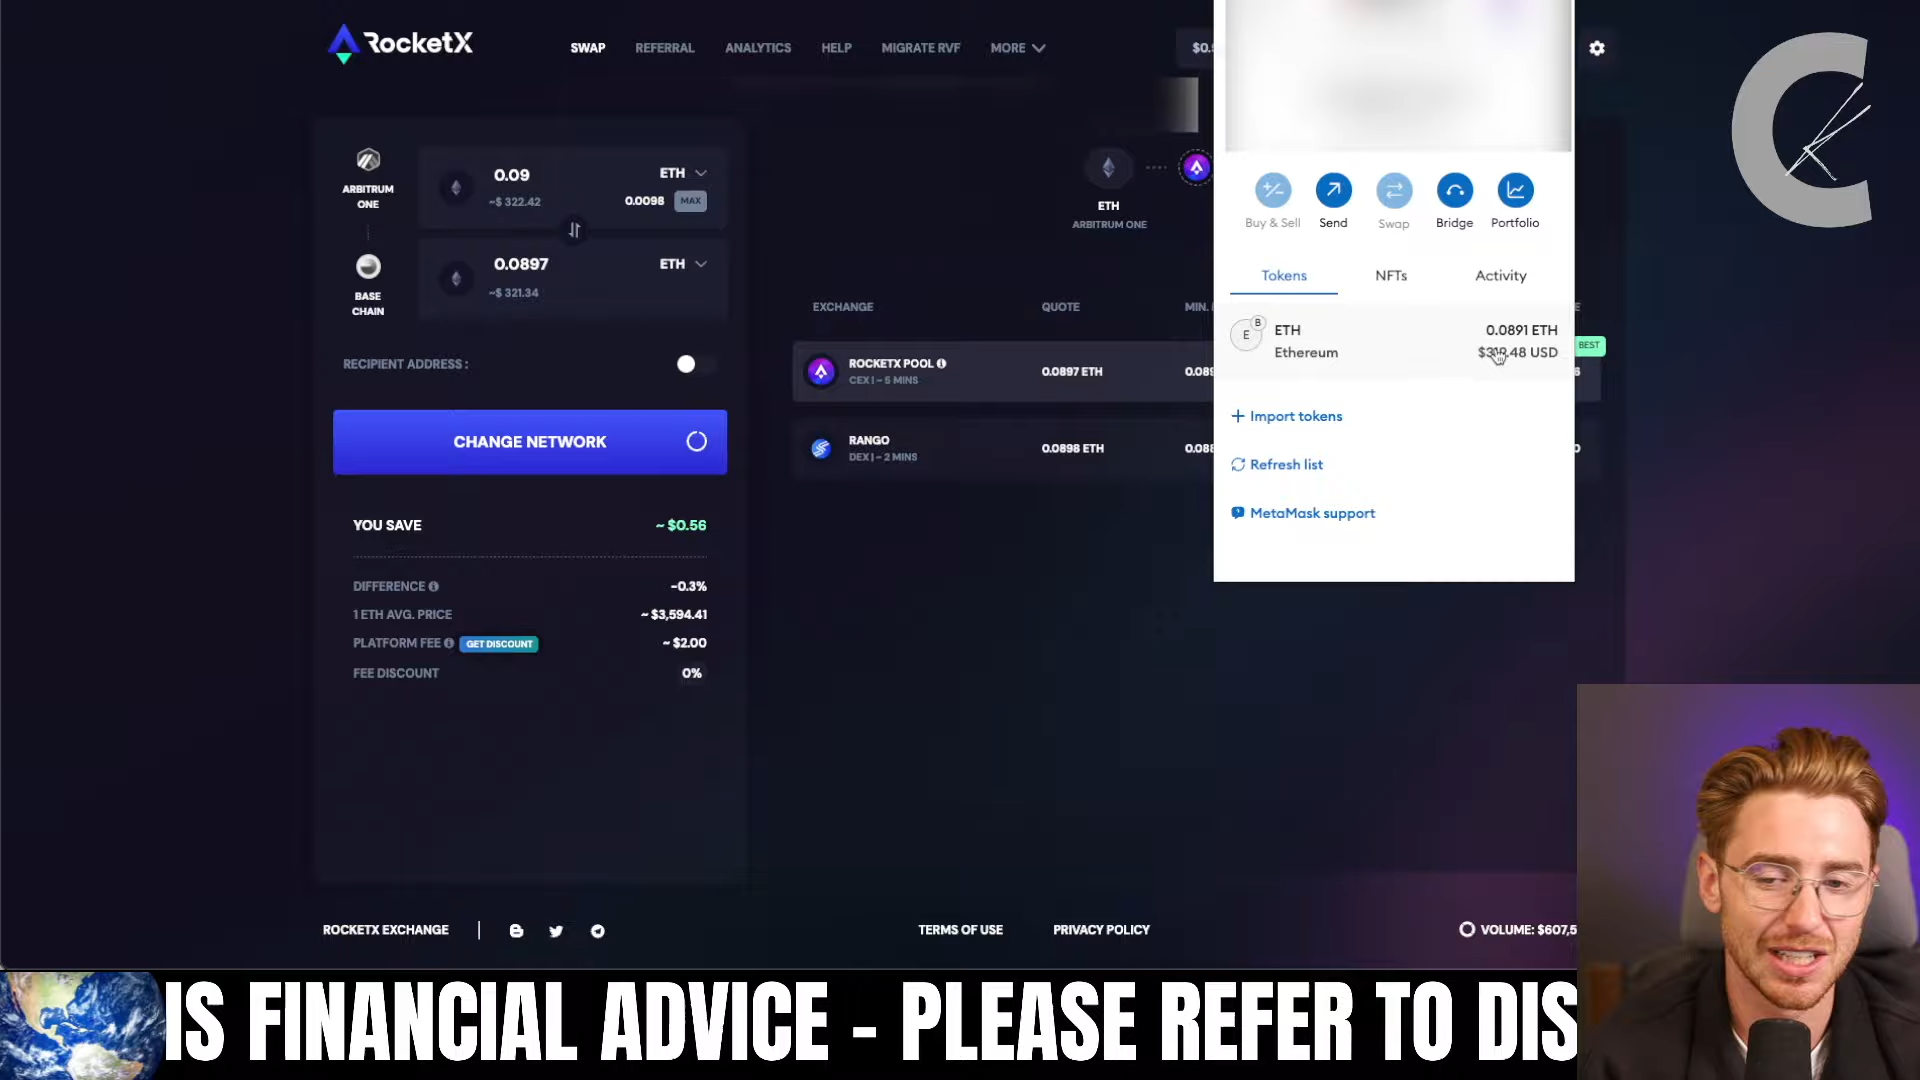 RocketX
SWAP
REFERRAL
ANALYTICS
HELP
MIGRATE RVF
MORE
ARBITRUM
ONE
0.09
~$ 322.42
ETH
0.0098
MAX
BASE
CHAIN
0.0897
~$ 321.34
ETH
RECIPIENT ADDRESS :
CHANGE NETWORK
YOU SAVE
~ $0.56
DIFFERENCE
-0.3%
1 ETH AVG. PRICE
~ $3,594.41
PLATFORM FEE
GET DISCOUNT
~ $2.00
FEE DISCOUNT
0%
ETH
ARBITRUM ONE
EXCHANGE
QUOTE
ROCKETX POOL
CEX | ~ 5 MINS
0.0897 ETH
BEST
RANGO
DEX | ~ 2 MINS
0.0898 ETH
Buy & Sell
Send
Swap
Bridge
Portfolio
Tokens
NFTs
Activity
E
B
ETH
0.0891 ETH
Ethereum
+ Import tokens
Refresh list
MetaMask support
ROCKETX EXCHANGE
TERMS OF USE
PRIVACY POLICY
VOLUME: $607,5
IS FINANCIAL ADVICE - PLEASE REFER TO DIS